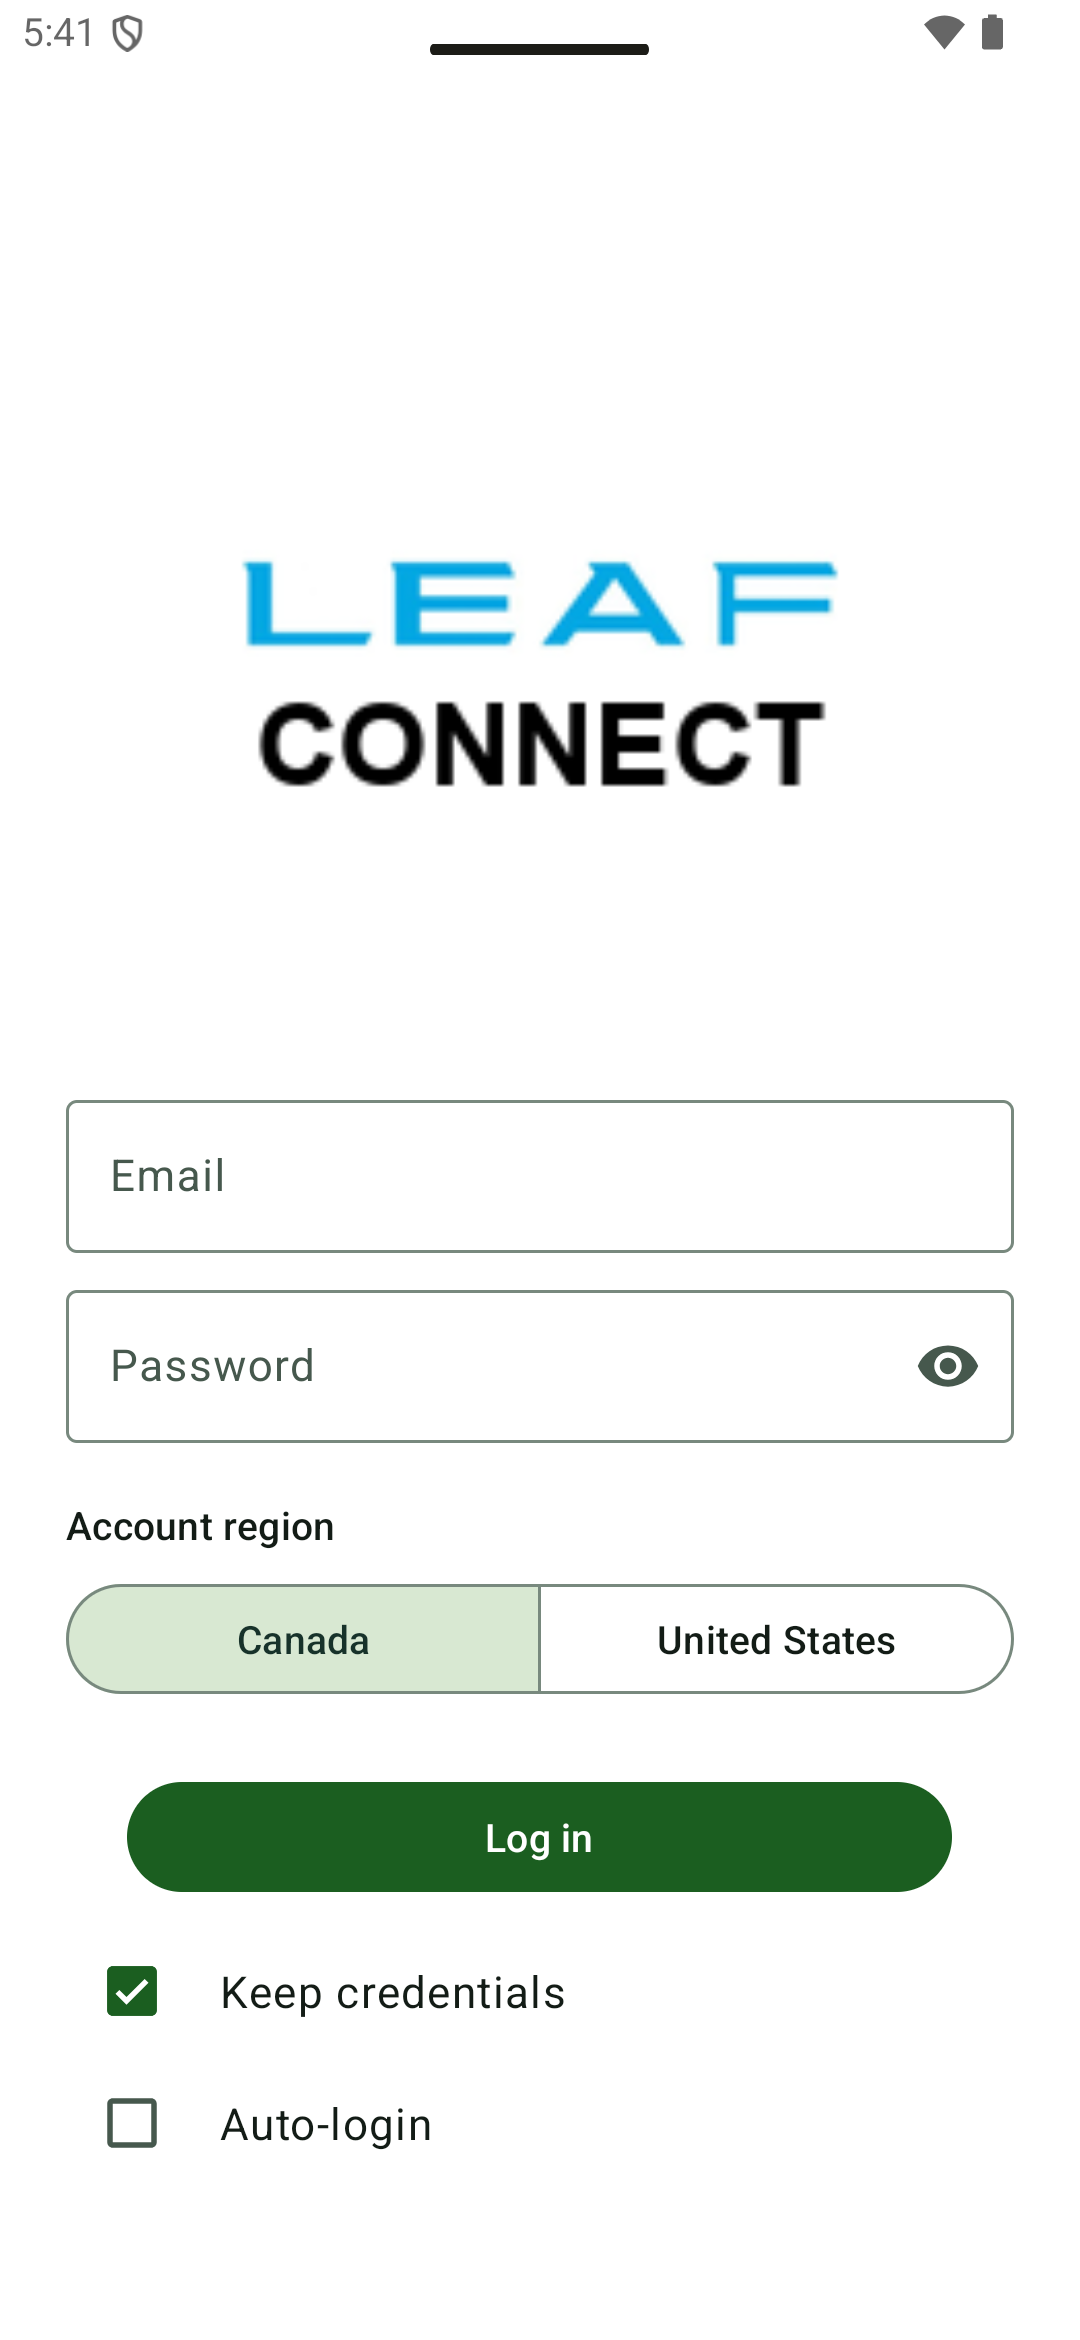 5:41
LEAF
CONNECT
Email
Password
Account region
Canada
United States
Log in
Keep credentials
Auto-login